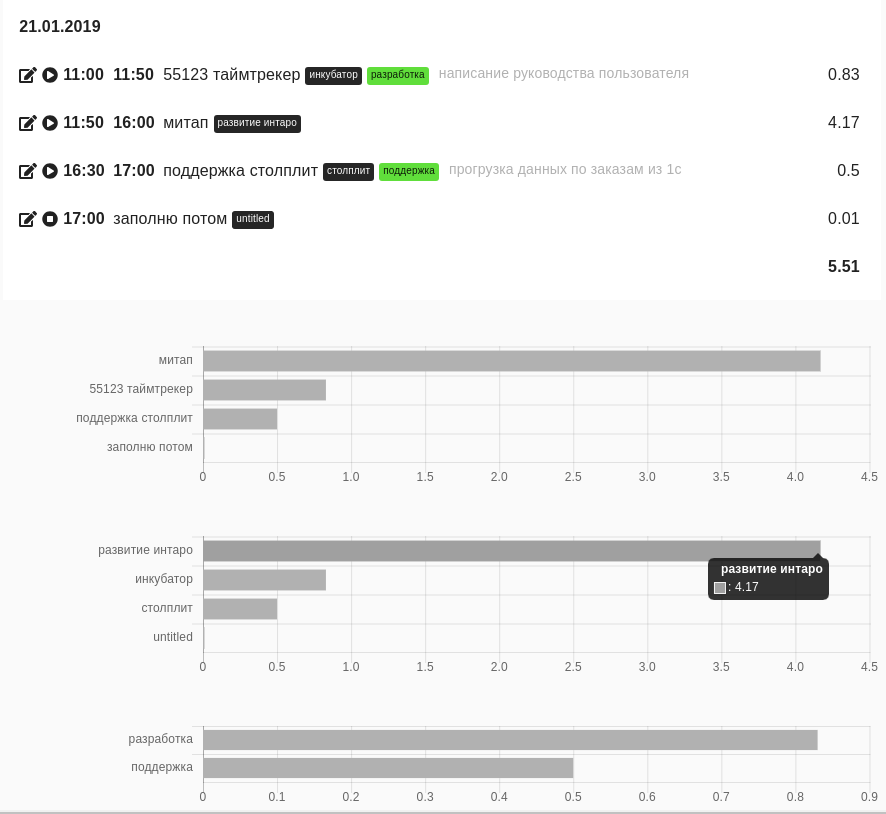 21.01.2019
11:00 11:50 55123 таймтрекер инкубатор разработка написание руководства пользователя 0.83
11:50 16:00 митап развитие интаро 4.17
16:30 17:00 поддержка столплит столплит поддержка прогрузка данных по заказам из 1с 0.5
17:00 заполню потом untitled 0.01
5.51
митап
55123 таймтрекер
поддержка столплит
заполню потом
0 0.5 1.0 1.5 2.0 2.5 3.0 3.5 4.0 4.5
развитие интаро
развитие интаро
: 4.17
инкубатор
столплит
untitled
0 0.5 1.0 1.5 2.0 2.5 3.0 3.5 4.0 4.5
разработка
поддержка
0 0.1 0.2 0.3 0.4 0.5 0.6 0.7 0.8 0.9